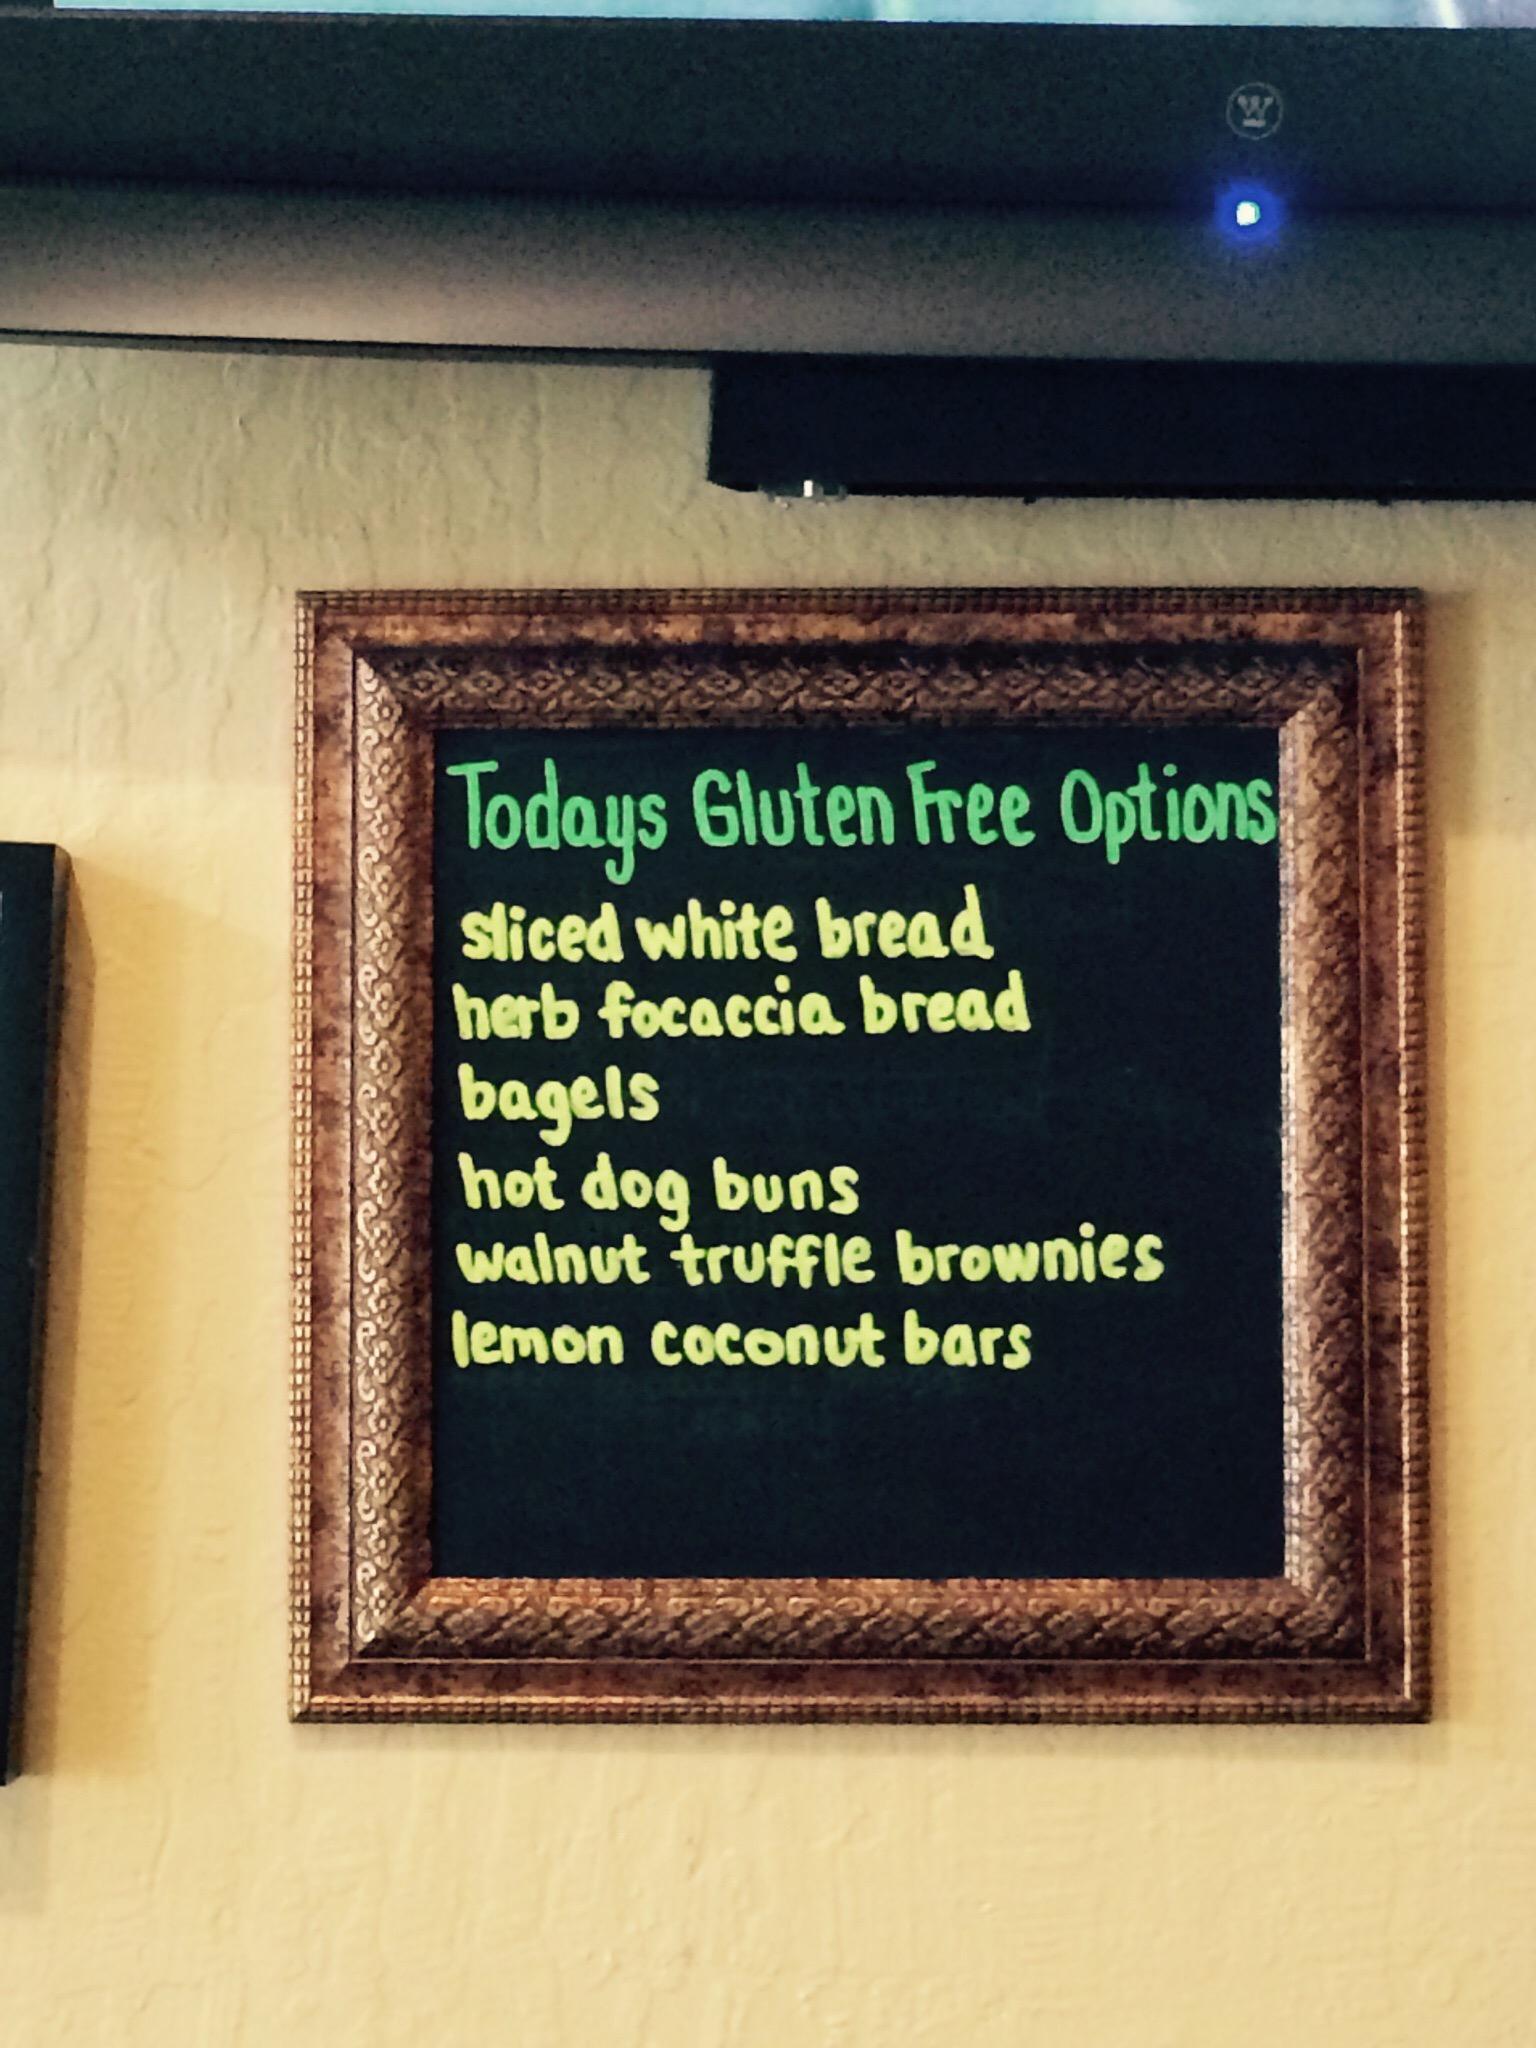 Todays Gluten Free Options
sliced white bread
herb focaccia bread
bagels
hot dog buns
walnut truffle brownies
lemon coconut bars